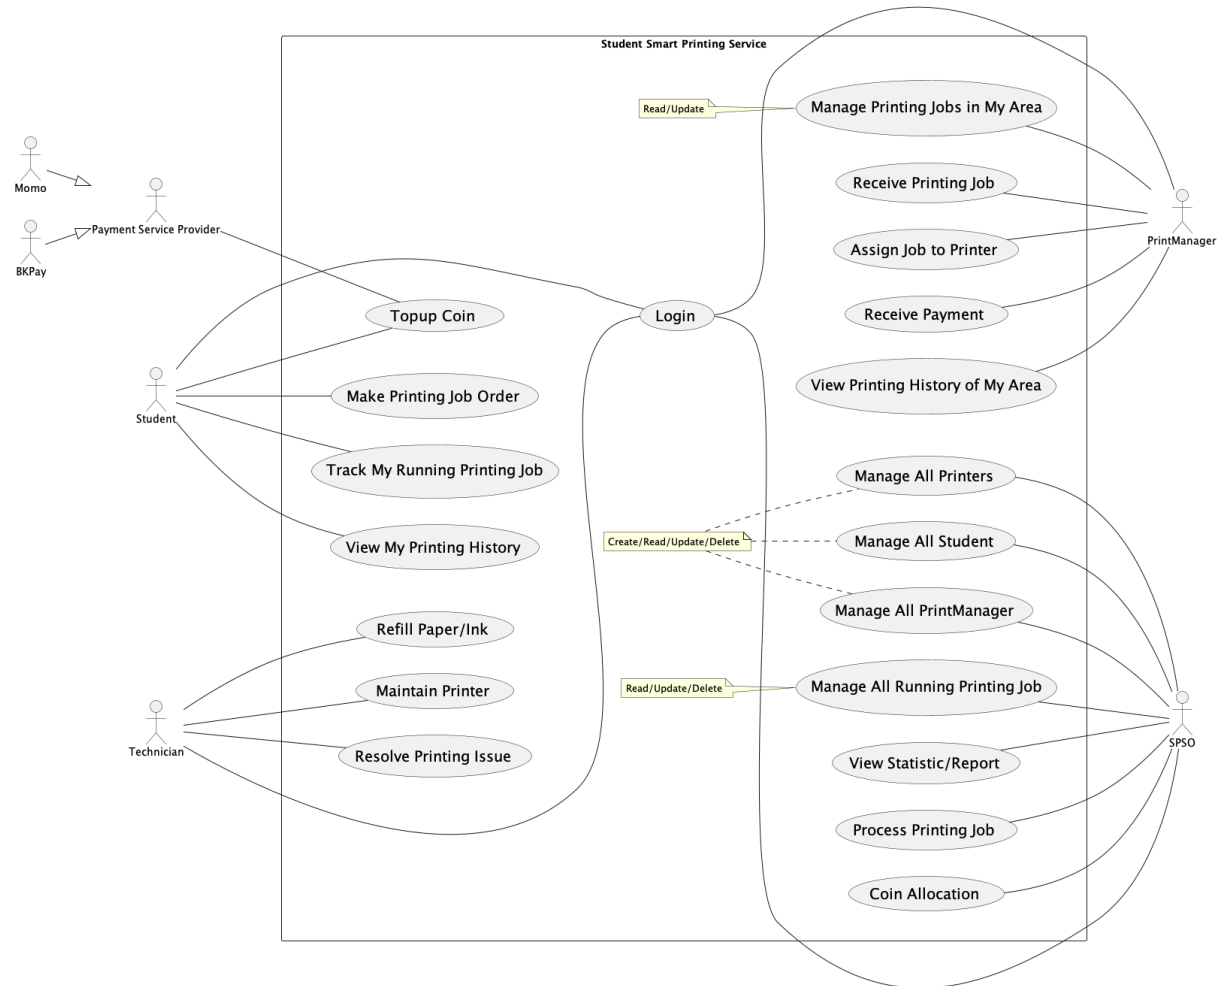 Student Smart Printing Service
Read/Update
Manage Printing Jobs in My Area
Momo
Payment Service Provider
BKPay
Receive Printing Job
PrintManager
Assign Job to Printer
Topup Coin
Login
Receive Payment
Student
Make Printing Job Order
View Printing History of My Area
Track My Running Printing Job
Manage All Printers
View My Printing History
Create/Read/Update/Delete
Manage All Student
Manage All PrintManager
Refill Paper/Ink
Maintain Printer
Read/Update/Delete
Manage All Running Printing Job
Technician
Resolve Printing Issue
SPSO
View Statistic/Report
Process Printing Job
Coin Allocation